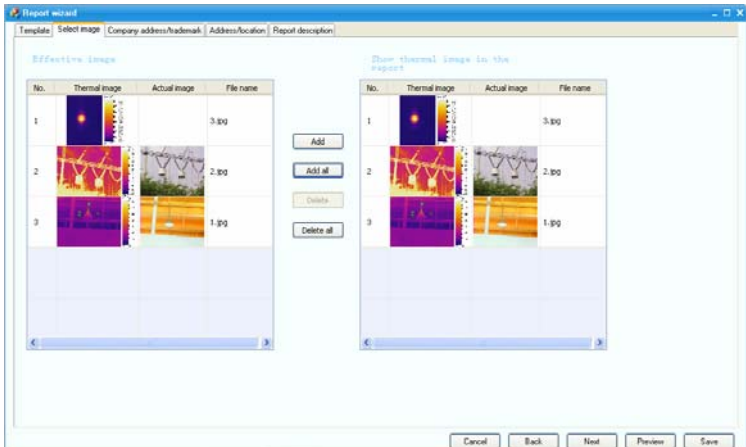 Report wizard
Template Select image Company address/trademark Address/location Report description
Effective image
Show thermal image in the
report
No. Thermal image Actual image File name
No. Thermal image Actual image File name
1 3.jpg
1 3.jpg
Add
2 2.jpg
Add all
2 2.jpg
Delete
3 1.jpg
Delete all
3 1.jpg
Cancel Back Next Preview Save